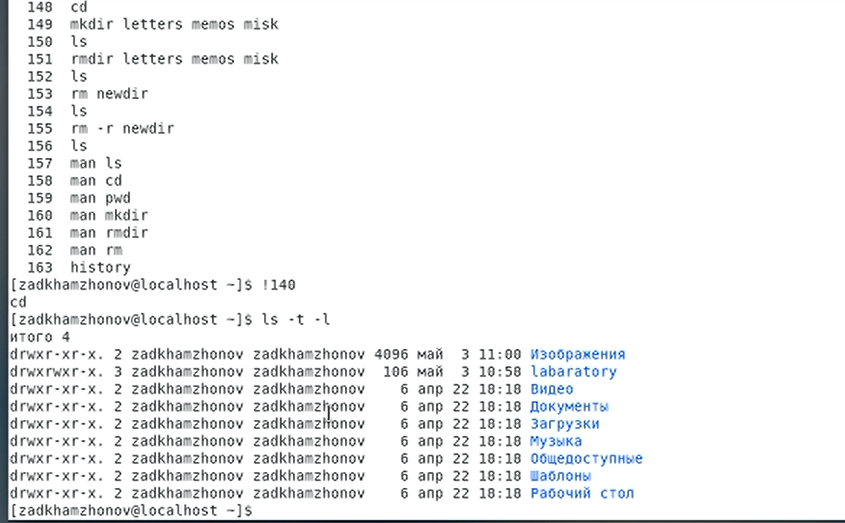 148 cd
149 mkdir letters memos misk
150 ls
151 rmdir letters memos misk
152 ls
153 rm newdir
154 ls
155 rm -r newdir
156 ls
157 man ls
158 man cd
159 man pwd
160 man mkdir
161 man rmdir
162 man rm
163 history
[zadkhamzhonov@localhost ~]$ !140
cd
[zadkhamzhonov@localhost ~]$ ls -t -l
итого 4
drwxr-xr-x. 2 zadkhamzhonov zadkhamzhonov 4096 май  3 11:00 Изображения
drwxrwxr-x. 3 zadkhamzhonov zadkhamzhonov  106 май  3 10:58 labaratory
drwxr-xr-x. 2 zadkhamzhonov zadkhamzhonov    6 апр 22 18:18 Видео
drwxr-xr-x. 2 zadkhamzhonov zadkhamzhonov    6 апр 22 18:18 Документы
drwxr-xr-x. 2 zadkhamzhonov zadkhamzhonov    6 апр 22 18:18 Загрузки
drwxr-xr-x. 2 zadkhamzhonov zadkhamzhonov    6 апр 22 18:18 Музыка
drwxr-xr-x. 2 zadkhamzhonov zadkhamzhonov    6 апр 22 18:18 Общедоступные
drwxr-xr-x. 2 zadkhamzhonov zadkhamzhonov    6 апр 22 18:18 Шаблоны
drwxr-xr-x. 2 zadkhamzhonov zadkhamzhonov    6 апр 22 18:18 Рабочий стол
[zadkhamzhonov@localhost ~]$